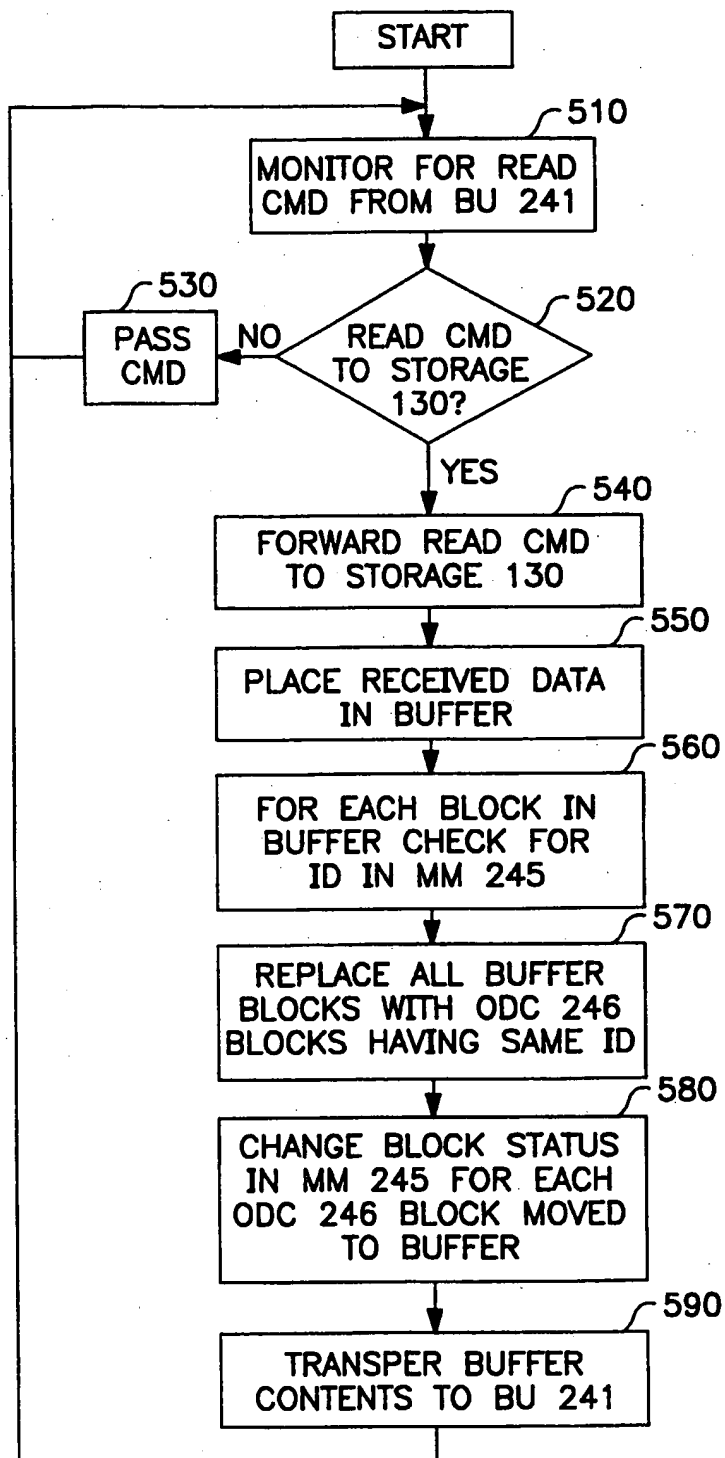 START
510
MONITOR FOR READ
CMD FROM BU 241
530
520
PASS
CMD
NO
READ CMD
TO STORAGE
130?
YES
540
FORWARD READ CMD
TO STORAGE 130
550
PLACE RECEIVED DATA
IN BUFFER
560
FOR EACH BLOCK IN
BUFFER CHECK FOR
ID IN MM 245
570
REPLACE ALL BUFFER
BLOCKS WITH ODC 246
BLOCKS HAVING SAME ID
580
CHANGE BLOCK STATUS
IN MM 245 FOR EACH
ODC 246 BLOCK MOVED
TO BUFFER
590
TRANSPER BUFFER
CONTENTS TO BU 241